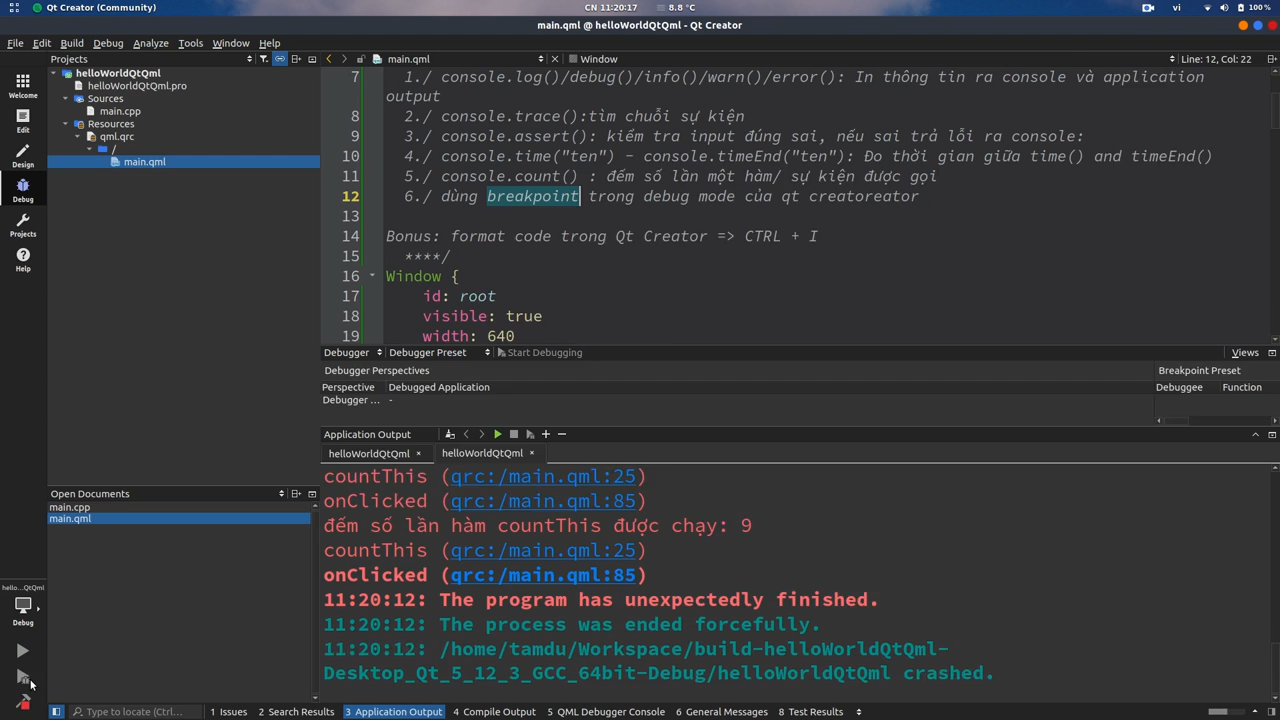 Qt Creator (Community)
CN 11:20:17
8.8 °C
vi
100 %
main.qml @ helloWorldQtQml - Qt Creator
File Edit Build Debug Analyze Tools Window Help
Projects
main.qml
Window
Line: 12, Col: 22
Welcome
Edit
Design
Debug
Projects
Help
helloWorldQtQml
helloWorldQtQml.pro
Sources
main.cpp
Resources
qml.qrc
/
main.qml
7 1./ console.log()/debug()/info()/warn()/error(): In thông tin ra console và application
output
8 2./ console.trace():tìm chuỗi sự kiện
9 3./ console.assert(): kiểm tra input đúng sai, nếu sai trả lỗi ra console:
10 4./ console.time("ten") - console.timeEnd("ten"): Đo thời gian giữa time() and timeEnd()
11 5./ console.count() : đếm số lần một hàm/ sự kiện được gọi
12 6./ dùng breakpoint trong debug mode của qt creatoreator
13
14 Bonus: format code trong Qt Creator => CTRL + I
15 ****/
16 Window {
17 id: root
18 visible: true
19 width: 640
Debugger Debugger Preset Start Debugging Views
Debugger Perspectives Breakpoint Preset
Perspective Debugged Application Debuggee Function
Debugger ... -
Application Output
helloWorldQtQml helloWorldQtQml
countThis (qrc:/main.qml:25)
onClicked (qrc:/main.qml:85)
đếm số lần hàm countThis được chạy: 9
countThis (qrc:/main.qml:25)
onClicked (qrc:/main.qml:85)
11:20:12: The program has unexpectedly finished.
11:20:12: The process was ended forcefully.
11:20:12: /home/tamdu/Workspace/build-helloWorldQtQml-
Desktop_Qt_5_12_3_GCC_64bit-Debug/helloWorldQtQml crashed.
Open Documents
main.cpp
main.qml
hello...QtQml
Debug
Type to locate (Ctrl...
1 Issues 2 Search Results 3 Application Output 4 Compile Output 5 QML Debugger Console 6 General Messages 8 Test Results